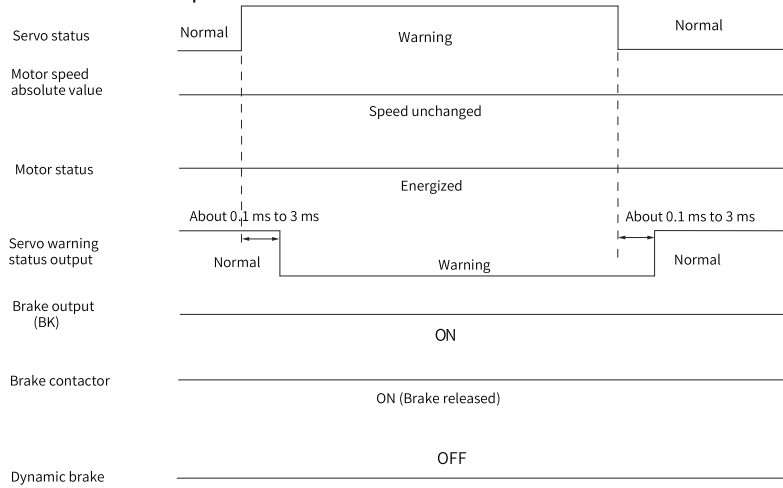 Servo status
Normal
Warning
Normal
Motor speed
absolute value
Speed unchanged
Motor status
Energized
About 0.1 ms to 3 ms
About 0.1 ms to 3 ms
Servo warning
status output
Normal
Warning
Normal
Brake output
(BK)
ON
Brake contactor
ON (Brake released)
OFF
Dynamic brake